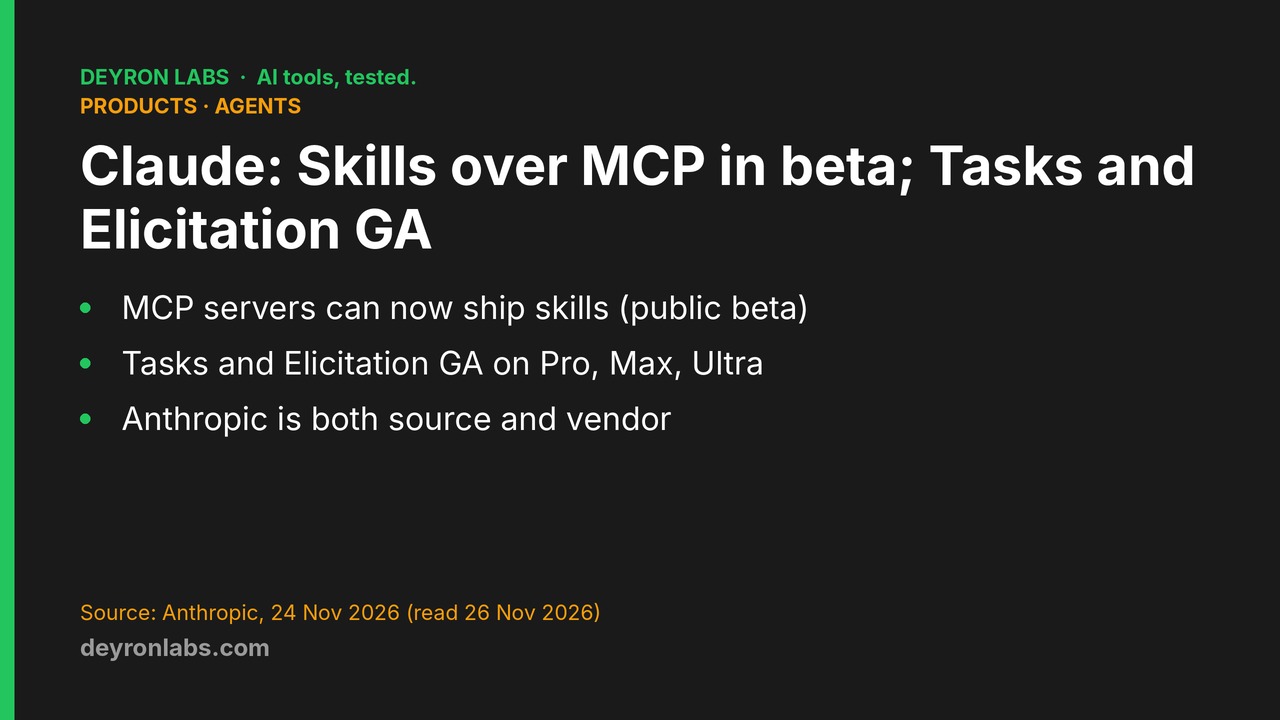 DEYRON LABS · AI tools, tested.
PRODUCTS · AGENTS
Claude: Skills over MCP in beta; Tasks and
Elicitation GA
• MCP servers can now ship skills (public beta)
• Tasks and Elicitation GA on Pro, Max, Ultra
• Anthropic is both source and vendor
Source: Anthropic, 24 Nov 2026 (read 26 Nov 2026)
deyronlabs.com